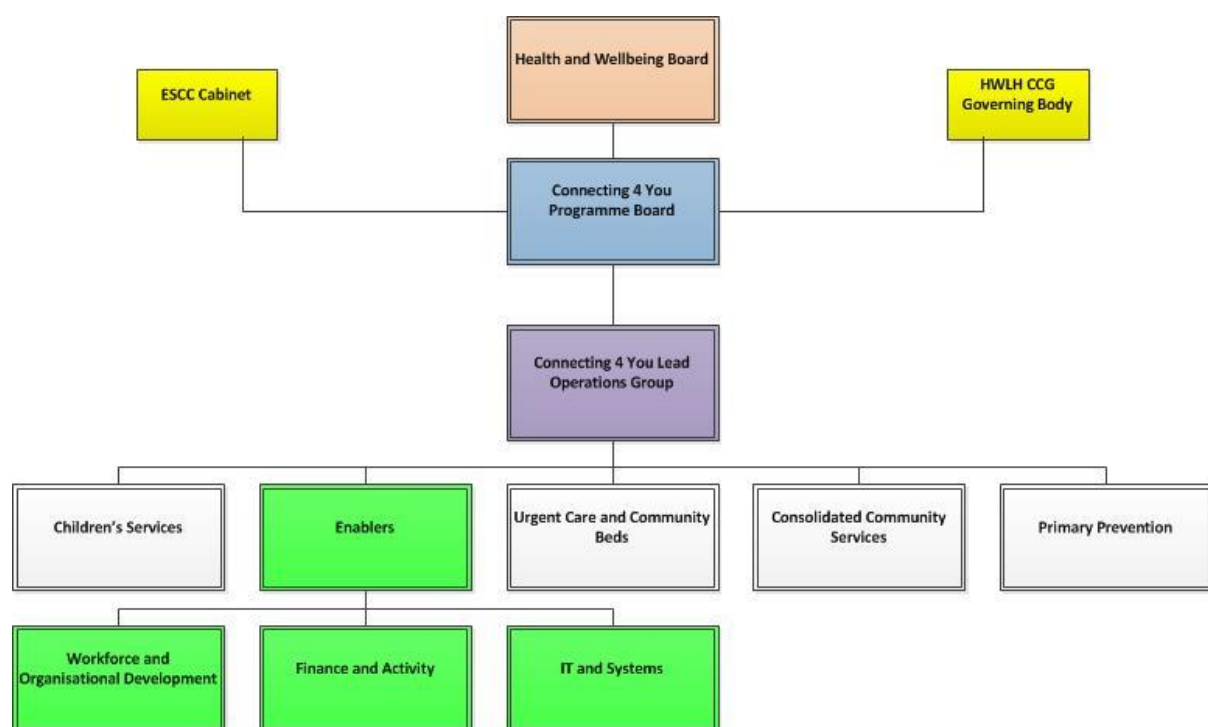 Health and Wellbeing Board
ESCC Cabinet
HWLH CCG
Governing Body
Connecting 4 You
Programme Board
Connecting 4 You Lead
Operations Group
Children's Services
Enablers
Urgent Care and Community
Beds
Consolidated Community
Services
Primary Prevention
Workforce and
Organisational Development
Finance and Activity
IT and Systems